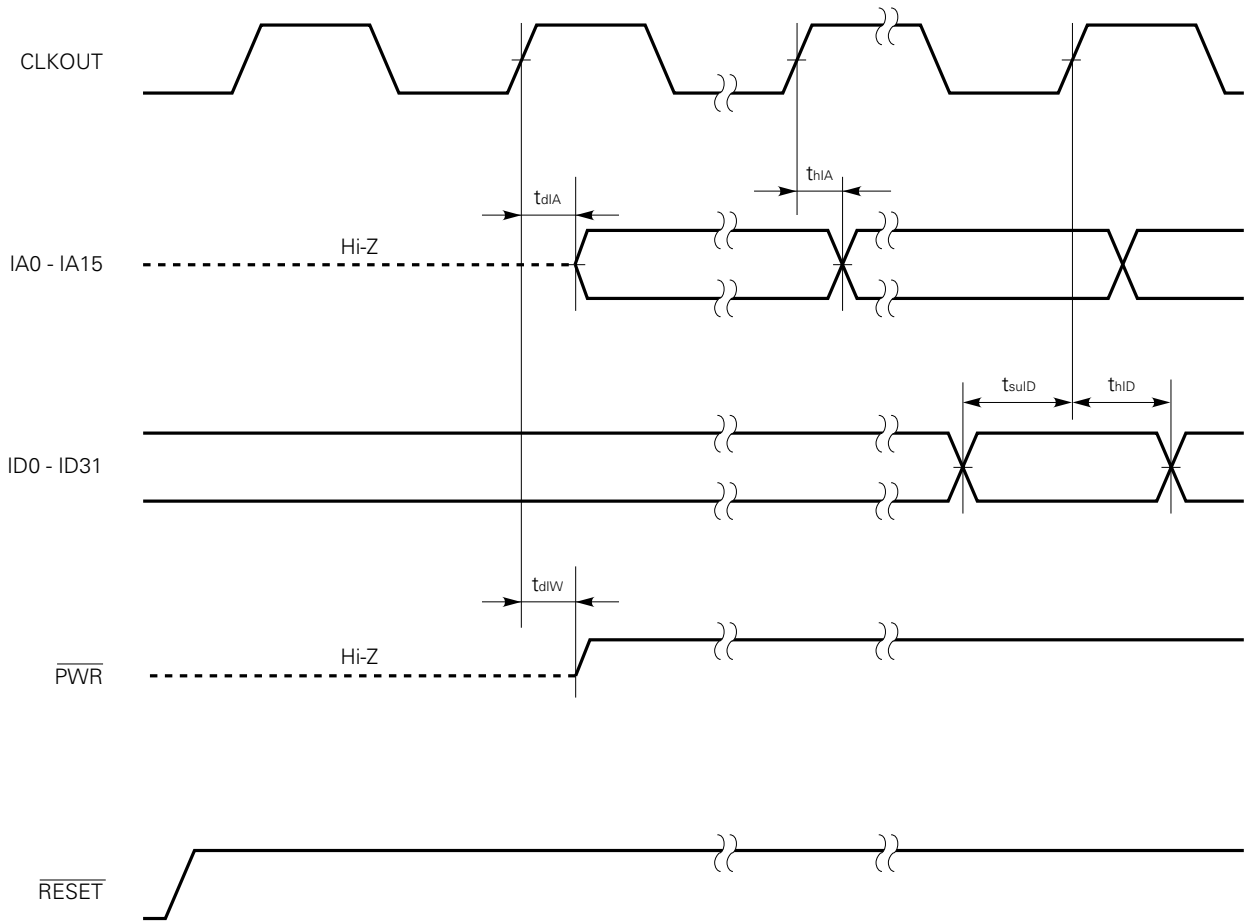 CLKOUT
tdIA
thIA
IA0 - IA15
Hi-Z
tsuID
thID
ID0 - ID31
tdIW
PWR
Hi-Z
RESET